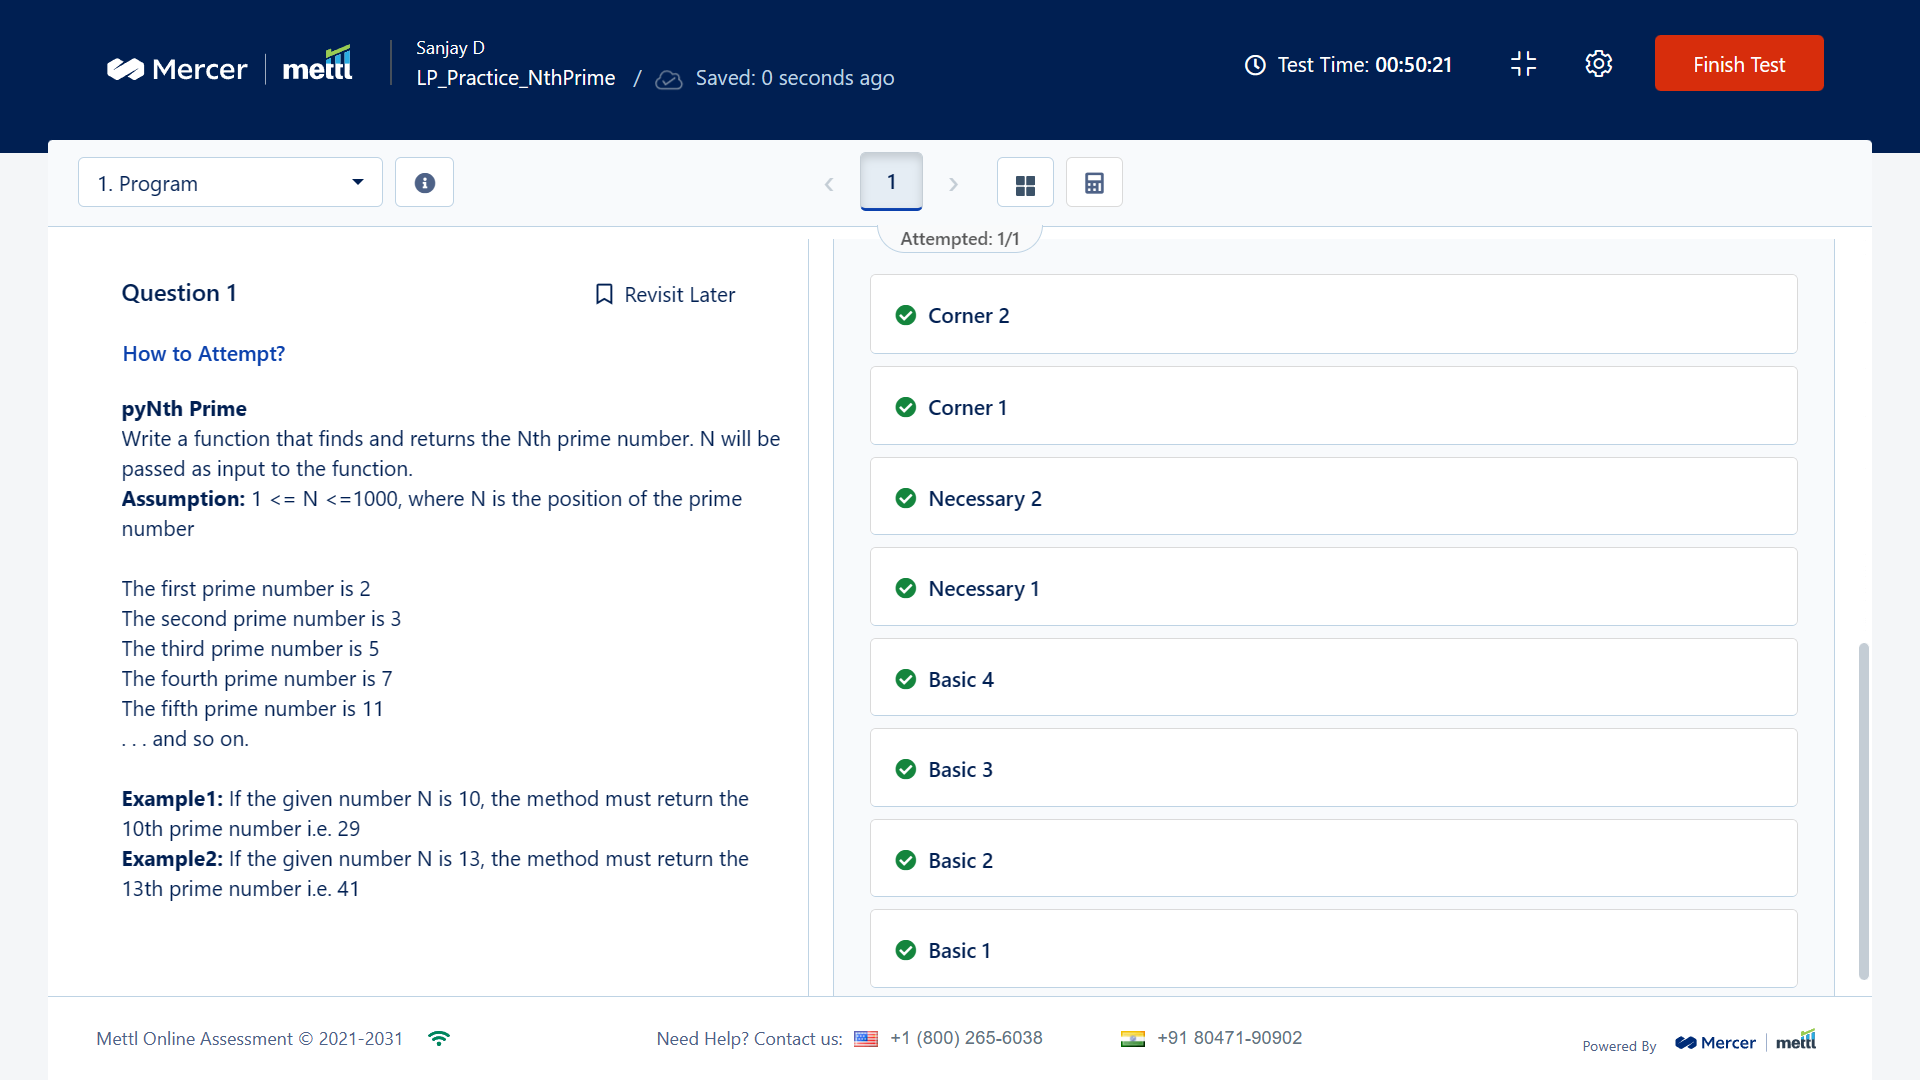 Mercer
mettl
Sanjay D
LP_Practice_NthPrime / Saved: 0 seconds ago
Test Time: 00:50:21
Finish Test
1. Program
1
Attempted: 1/1
Question 1
Revisit Later
How to Attempt?
pyNth Prime
Write a function that finds and returns the Nth prime number. N will be
passed as input to the function.
Assumption: 1 <= N <=1000, where N is the position of the prime
number
The first prime number is 2
The second prime number is 3
The third prime number is 5
The fourth prime number is 7
The fifth prime number is 11
. . . and so on.
Example1: If the given number N is 10, the method must return the
10th prime number i.e. 29
Example2: If the given number N is 13, the method must return the
13th prime number i.e. 41
Corner 2
Corner 1
Necessary 2
Necessary 1
Basic 4
Basic 3
Basic 2
Basic 1
Mettl Online Assessment © 2021-2031
Need Help? Contact us: +1 (800) 265-6038
+91 80471-90902
Powered By
Mercer
mettl